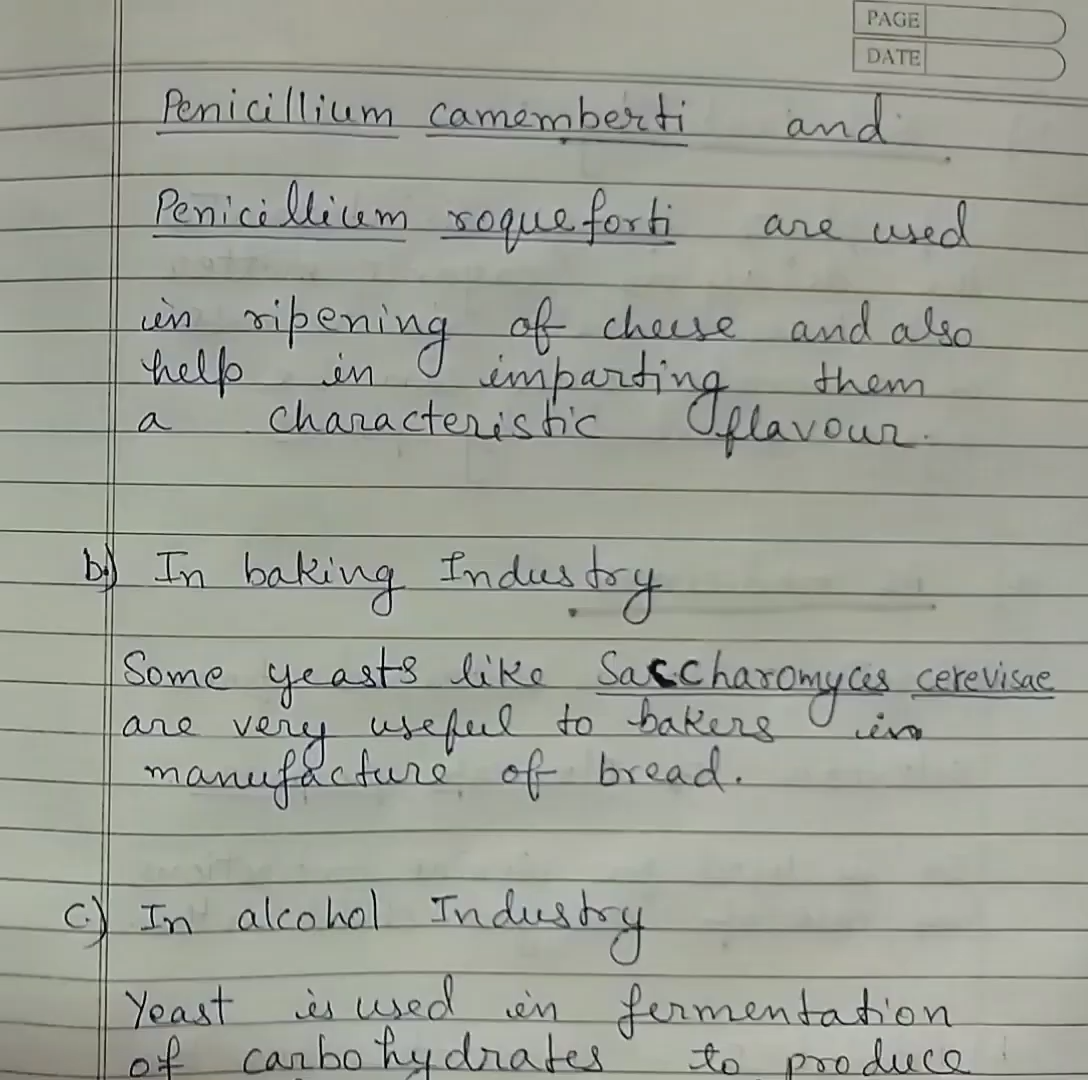 PAGE
DATE
Penicillium camemberti and
Penicillium roqueforti are used
in ripening of cheese and also
help in imparting them
a characteristic flavour.
b) In baking Industry
Some yeasts like Saccharomyces cerevisae
are very useful to bakers in
manufacture of bread.
c) In alcohol Industry
Yeast is used in fermentation
of carbohydrates to produce